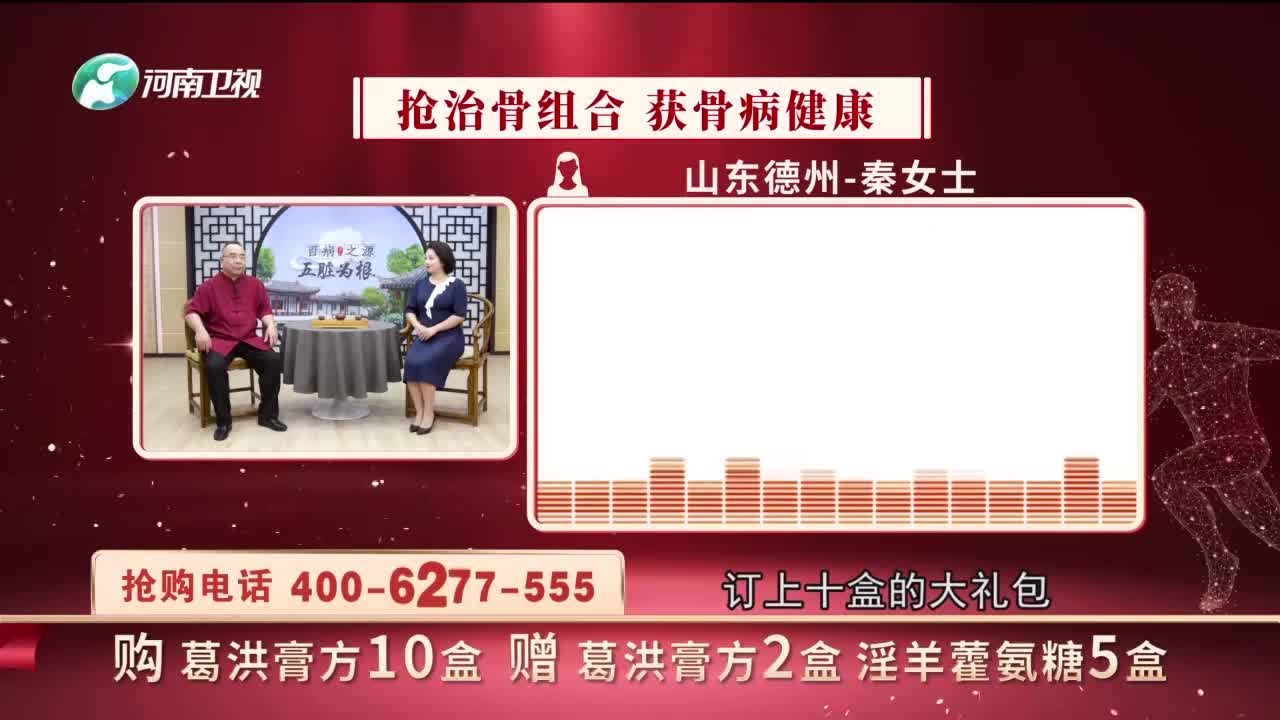 河南卫视
抢治骨组合 获骨病健康
山东德州-秦女士
百病之源
五脏为根
抢购电话 400-6277-555
订上十盒的大礼包
购 葛洪膏方10盒 赠 葛洪膏方2盒 淫羊藿氨糖5盒